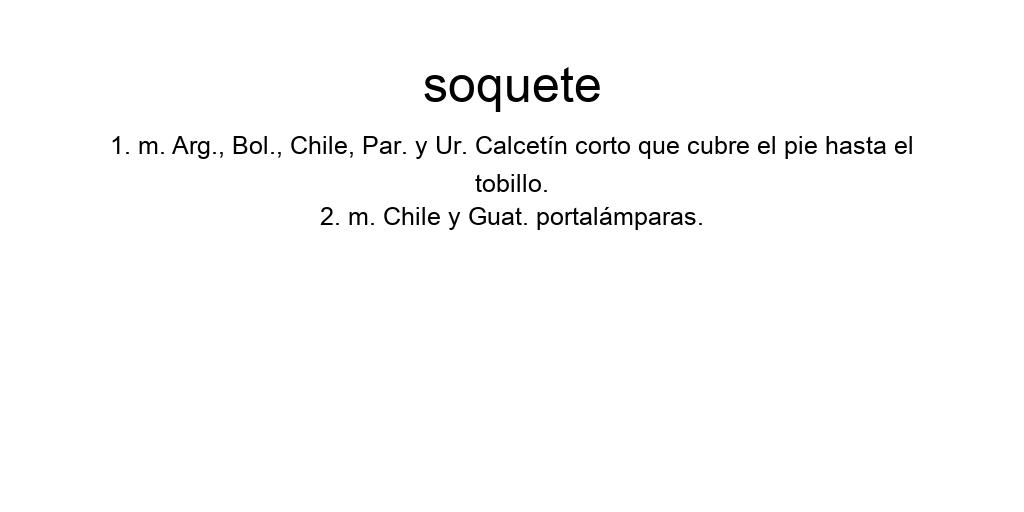 soquete
1. m. Arg., Bol., Chile, Par. y Ur. Calcetín corto que cubre el pie hasta el
tobillo.
2. m. Chile y Guat. portalámparas.